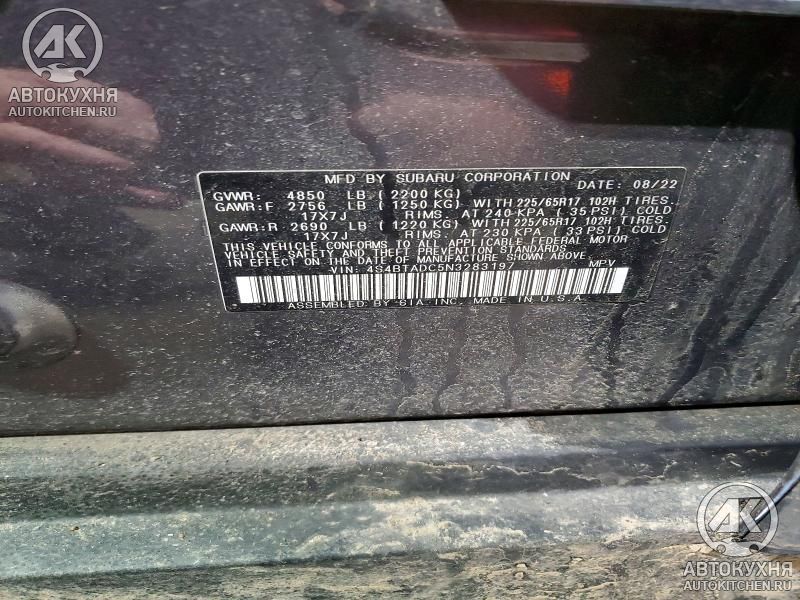 АК
АВТОКУХНЯ
AUTOKITCHEN.RU
MFD BY SUBARU CORPORATION DATE: 08/22
GVWR: 4850 LB ( 2200 KG)
GAWR:F 2756 LB ( 1250 KG) WITH 225/65R17 102H TIRES.
17X7J RIMS. AT 240 KPA ( 35 PSI) COLD
GAWR:R 2690 LB ( 1220 KG) WITH 225/65R17 102H TIRES.
17X7J RIMS. AT 230 KPA ( 33 PSI) COLD
THIS VEHICLE CONFORMS TO ALL APPLICABLE FEDERAL MOTOR
VEHICLE SAFETY AND THEFT PREVENTION STANDARDS
IN EFFECT ON THE DATE OF MANUFACTURE SHOWN ABOVE.
VIN: 4S4BTADC5N3283197 MPV
ASSEMBLED BY SIA.INC. MADE IN U.S.A.
АК
АВТОКУХНЯ
AUTOKITCHEN.RU